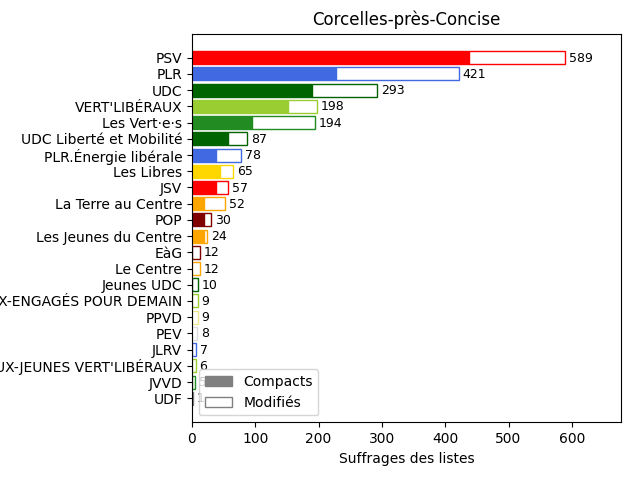 Corcelles-près-Concise
PSV 589
PLR 421
UDC 293
VERT'LIBÉRAUX 198
Les Vert·e·s 194
UDC Liberté et Mobilité 87
PLR.Énergie libérale 78
Les Libres 65
JSV 57
La Terre au Centre 52
POP 30
Les Jeunes du Centre 24
EàG 12
Le Centre 12
Jeunes UDC 10
X-ENGAGÉS POUR DEMAIN 9
PPVD 9
PEV 8
JLRV 7
UX-JEUNES VERT'LIBÉRAUX 6
JVVD
UDF
Compacts
Modifiés
0 100 200 300 400 500 600
Suffrages des listes